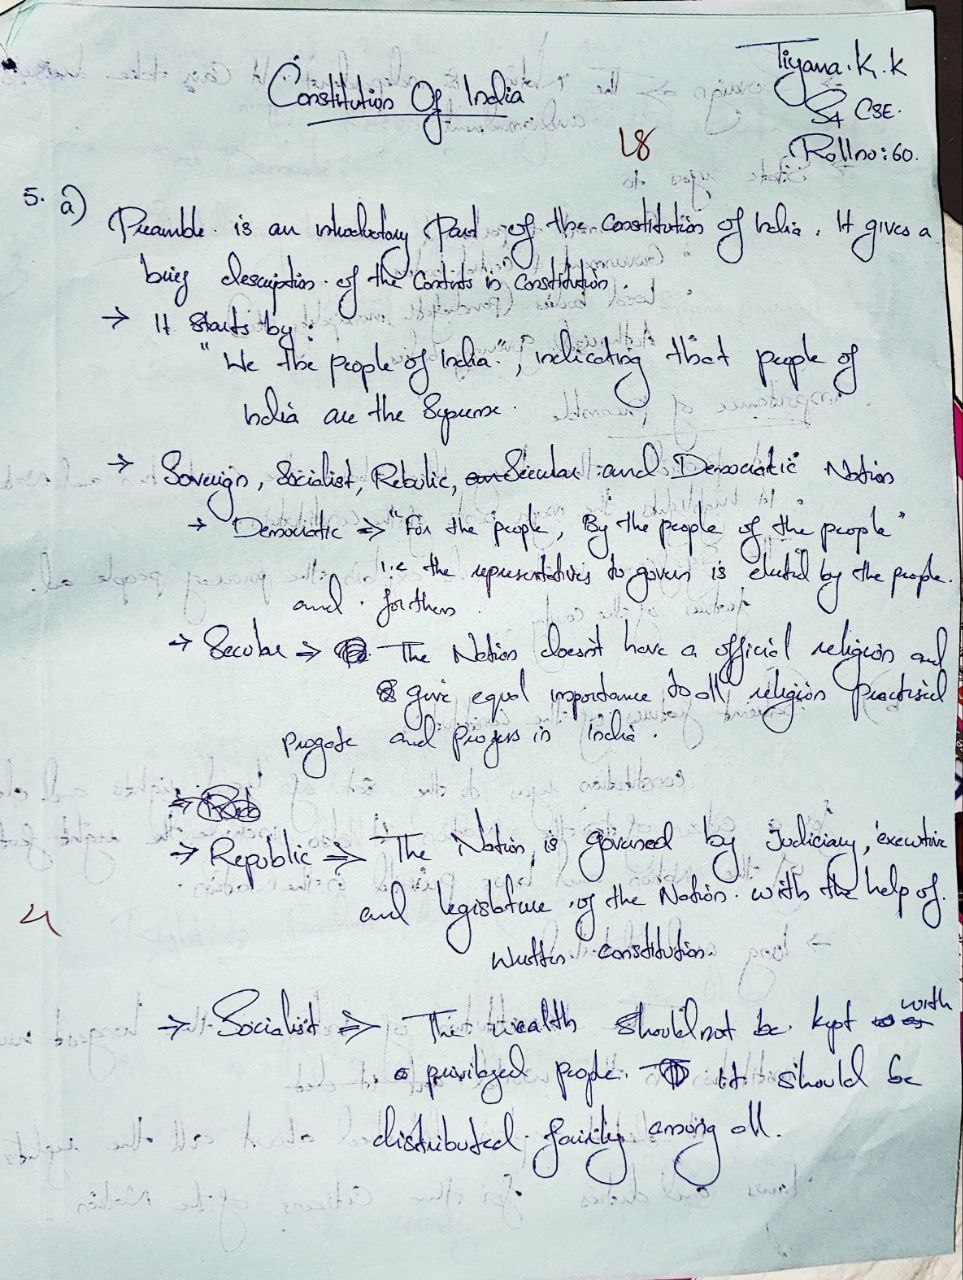 Constitution Of India
Tiyana.K.K
S4 CSE.
Rollno:60.
18
5. a) Preamble is an introductory Part of the Constitution of India. It gives a
brief description of the Contents in Constitution.
→ It starts by:
"We the people of India", indicating that people of
India are the Supreme.
→ Soveign, Socialist, Rebulic, Secular and Democratic Nation
→ Democratic ⇒ "For the people, By the people of the people"
i.e the representatives to govern is elected by the people.
and for them
→ Secular ⇒ The Nation doesnt have a official religion and
give equal importance to all religion practised
and in India.
→ Republic ⇒ The Nation is governed by Judiciary, executive
and legislature of the Nation with the help of
written constitution.
4
→ Socialist ⇒ The wealth should not be kept with
privilaged people. it should be
distributed fairly among all.